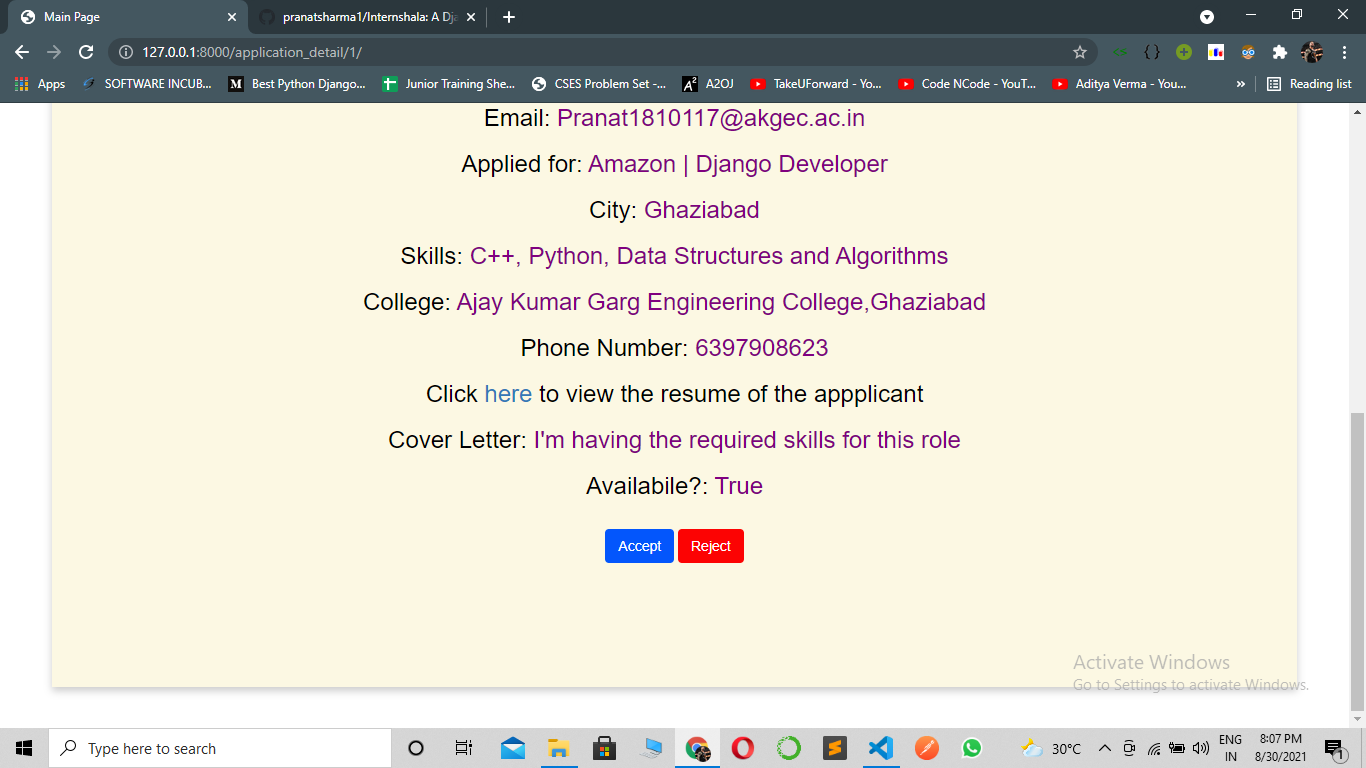 Main Page
pranatsharma1/Internshala: A Dja
127.0.0.1:8000/application_detail/1/
Apps
SOFTWARE INCUB...
Best Python Django...
Junior Training She...
CSES Problem Set -...
A2OJ
TakeUForward - Yo...
Code NCode - YouT...
Aditya Verma - You...
»
Reading list
Email: Pranat1810117@akgec.ac.in
Applied for: Amazon | Django Developer
City: Ghaziabad
Skills: C++, Python, Data Structures and Algorithms
College: Ajay Kumar Garg Engineering College,Ghaziabad
Phone Number: 6397908623
Click here to view the resume of the appplicant
Cover Letter: I'm having the required skills for this role
Availabile?: True
Accept Reject
Activate Windows
Go to Settings to activate Windows.
Type here to search
30°C
ENG
IN
8:07 PM
8/30/2021
1